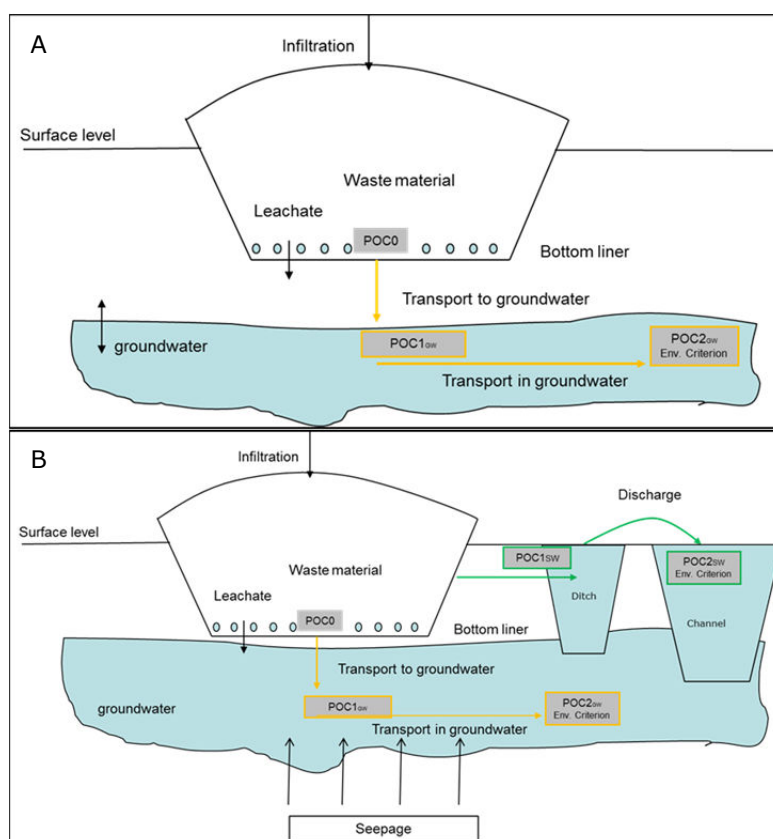 A
Infiltration
Surface level
Waste material
Leachate
POC0
Bottom liner
Transport to groundwater
groundwater
POC1GW
POC2GW
Env. Criterion
Transport in groundwater
B
Infiltration
Discharge
Surface level
POC1SW
POC2SW
Env. Criterion
Waste material
Ditch
Leachate
POC0
Channel
Bottom liner
Transport to groundwater
groundwater
POC1GW
POC2GW
Env. Criterion
Transport in groundwater
Seepage